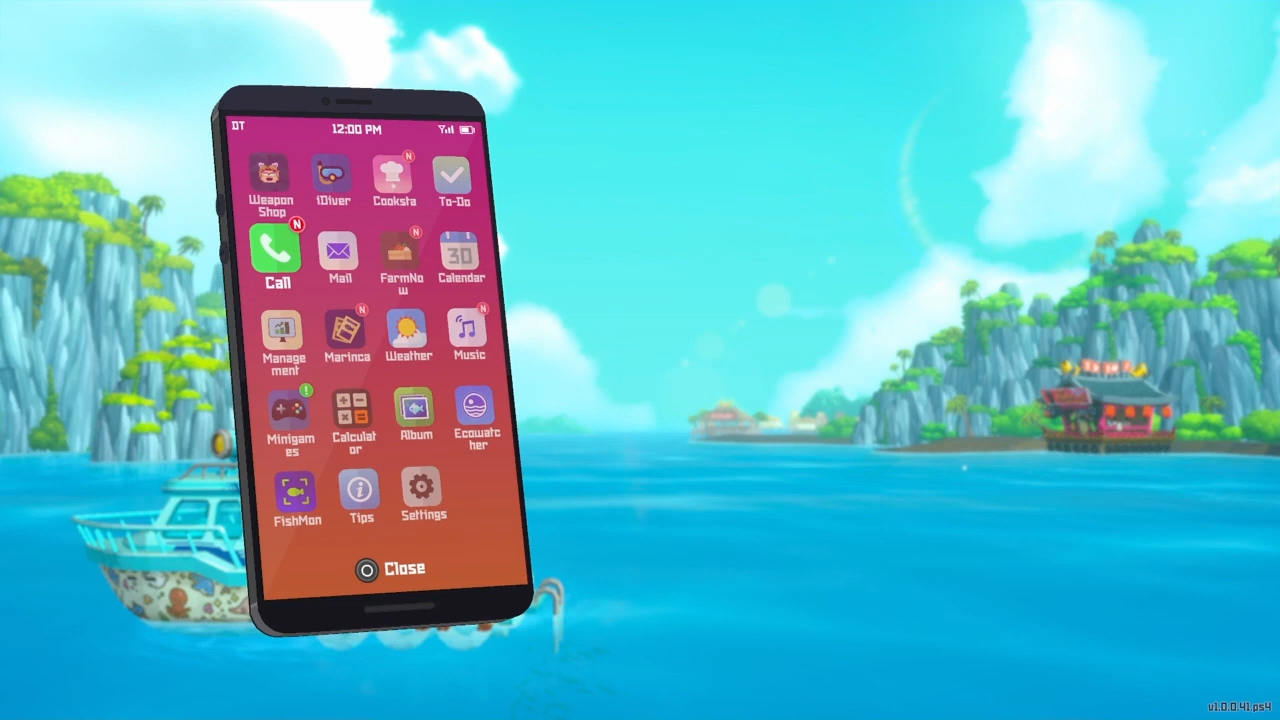 DT
12:00 PM
N
Weapon
Shop
iDiver
Cooksta
To-Do
N
N
30
Call
Mail
FarmNo
w
Calendar
N
N
Manage
ment
Marinca
Weather
Music
!
Minigam
es
Calculat
or
Album
Ecowatc
her
FishMon
Tips
Settings
Close
v1.0.0.41.ps4